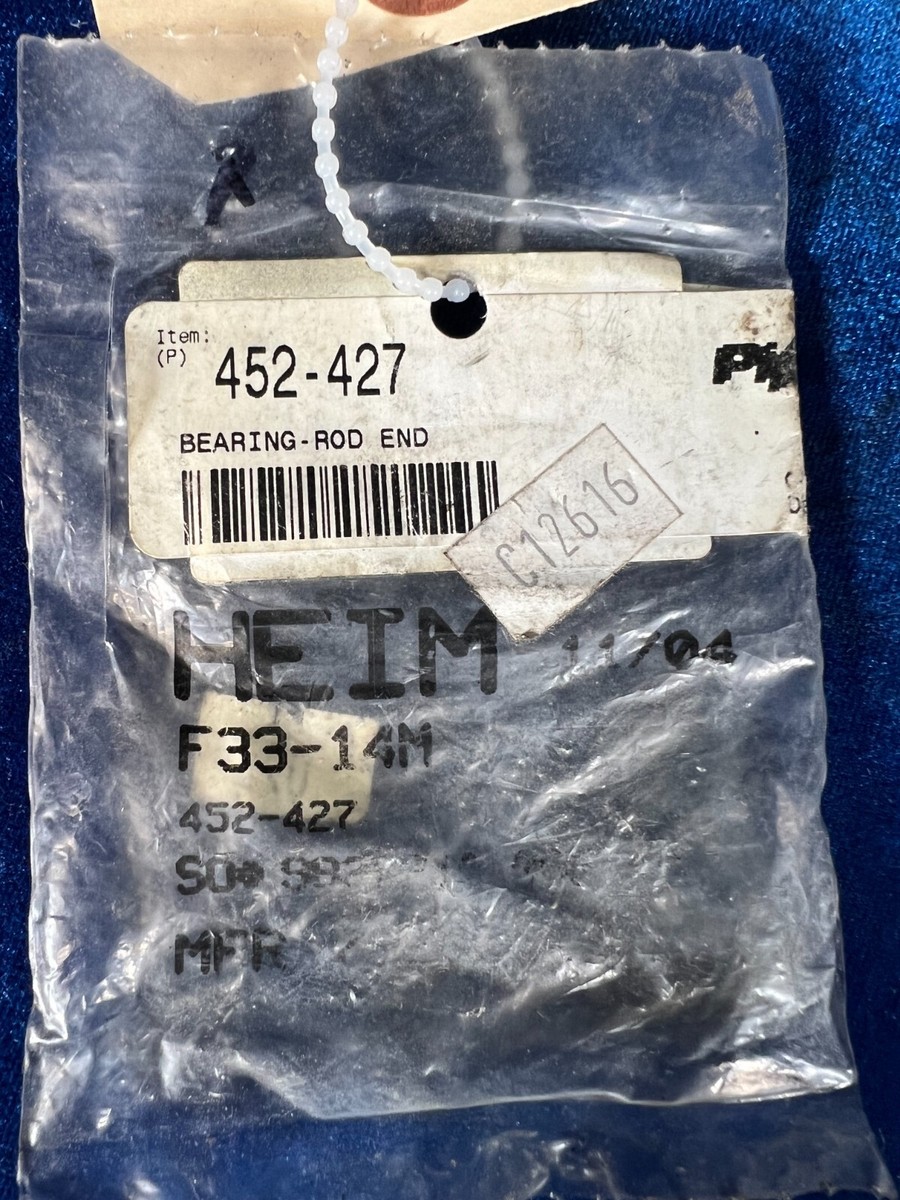 Item:
(P)
452-427
BEARING-ROD END
C12616
HEIM
F33-14M
452-427
SO#
MFR